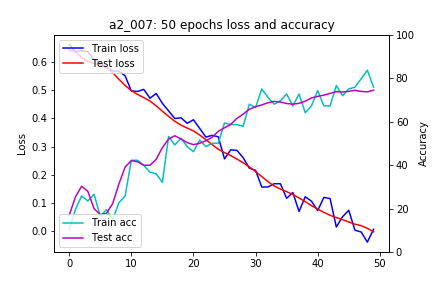 a2_007: 50 epochs loss and accuracy
Train loss
Test loss
Train acc
Test acc
Loss
0.6
0.5
0.4
0.3
0.2
0.1
0.0
Accuracy
100
80
60
40
20
0
0 10 20 30 40 50